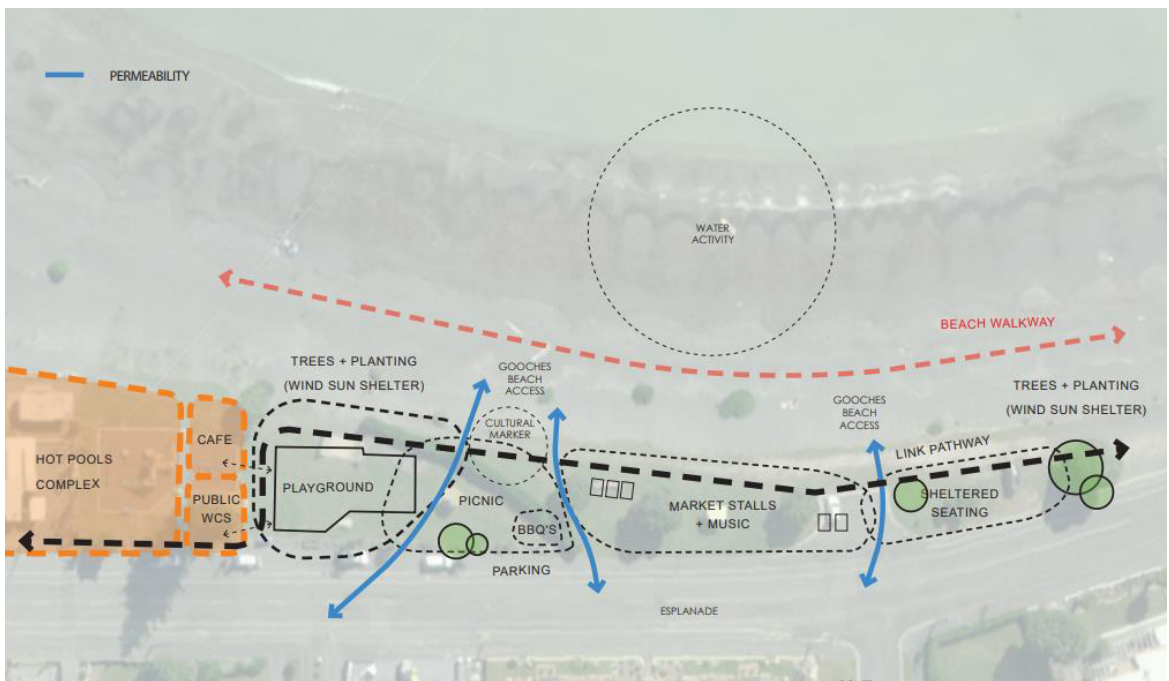 PERMEABILITY
WATER
ACTIVITY
BEACH WALKWAY
TREES + PLANTING
(WIND SUN SHELTER)
GOOCHES
BEACH
ACCESS
TREES + PLANTING
(WIND SUN SHELTER)
GOOCHES
BEACH
ACCESS
CULTURAL
MARKER
CAFE
LINK PATHWAY
HOT POOLS
COMPLEX
PUBLIC
WCS
PLAYGROUND
PICNIC
BBQ'S
MARKET STALLS
+ MUSIC
SHELTERED
SEATING
PARKING
ESPLANADE